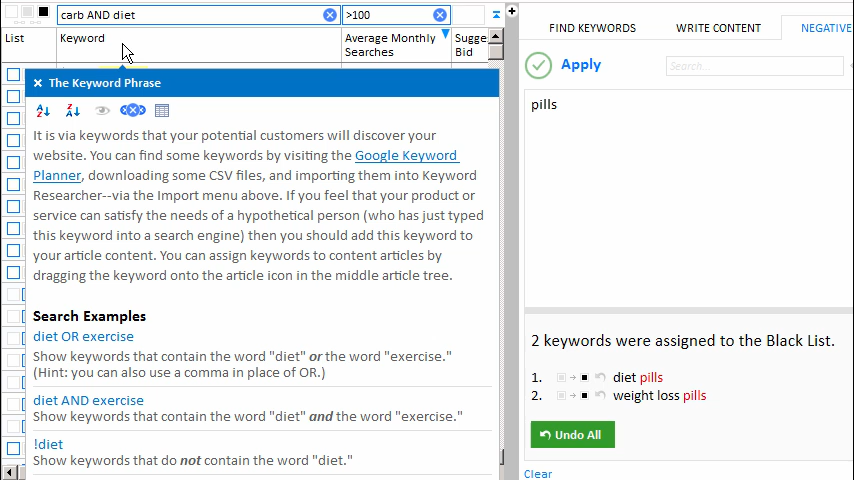 carb AND diet
>100
List
Keyword
Average Monthly
Searches
Sugge
Bid
The Keyword Phrase
It is via keywords that your potential customers will discover your
website. You can find some keywords by visiting the Google Keyword
Planner, downloading some CSV files, and importing them into Keyword
Researcher--via the Import menu above. If you feel that your product or
service can satisfy the needs of a hypothetical person (who has just typed
this keyword into a search engine) then you should add this keyword to
your article content. You can assign keywords to content articles by
dragging the keyword onto the article icon in the middle article tree.
Search Examples
diet OR exercise
Show keywords that contain the word "diet" or the word "exercise."
(Hint: you can also use a comma in place of OR.)
diet AND exercise
Show keywords that contain the word "diet" and the word "exercise."
!diet
Show keywords that do not contain the word "diet."
FIND KEYWORDS
WRITE CONTENT
NEGATIVE
Apply
Search...
pills
2 keywords were assigned to the Black List.
1. diet pills
2. weight loss pills
Undo All
Clear